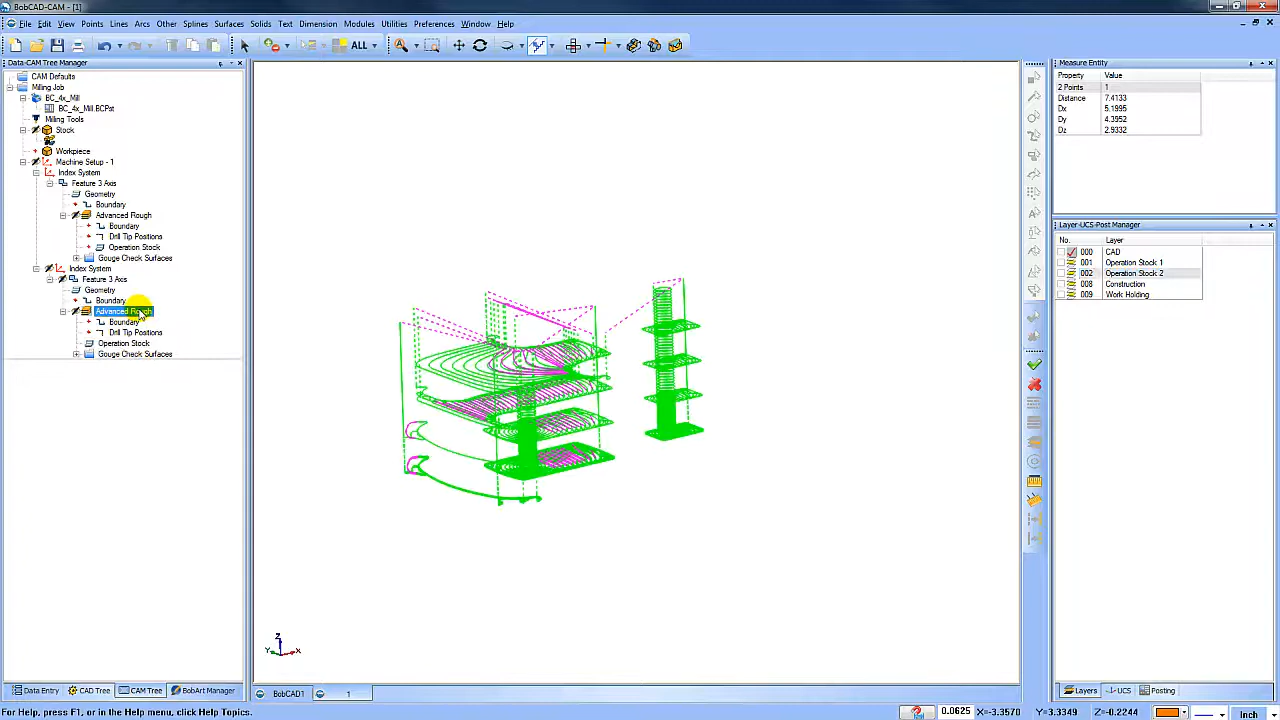 BobCAD-CAM - [1]
File Edit View Points Lines Arcs Other Splines Surfaces Solids Text Dimension Modules Utilities Preferences Window Help
ALL
Data-CAM Tree Manager
CAM Defaults
Milling Job
BC_4x_Mill
BC_4x_Mill.BCPst
Milling Tools
Stock
Workpiece
Machine Setup - 1
Index System
Feature 3 Axis
Geometry
Boundary
Advanced Rough
Boundary
Drill Tip Positions
Operation Stock
Gouge Check Surfaces
Index System
Feature 3 Axis
Geometry
Boundary
Advanced Rough
Boundary
Drill Tip Positions
Operation Stock
Gouge Check Surfaces
Z
Y X
Measure Entity
Property Value
2 Points 1
Distance 7.4133
Dx 5.1995
Dy 4.3952
Dz 2.9332
Layer-UCS-Post Manager
No. Layer
000 CAD
001 Operation Stock 1
002 Operation Stock 2
008 Construction
009 Work Holding
Data Entry CAD Tree CAM Tree BobArt Manager
BobCAD1 1
Layers UCS Posting
For Help, press F1, or in the Help menu, click Help Topics.
0.0625 X=-3.3570 Y=3.3349 Z=-0.2244 Inch